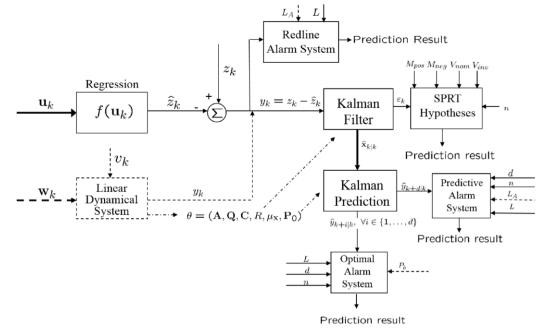 L_A L
Redline Alarm System
Prediction Result
z_k
M_pos M_neg V_nom V_inv
Regression
u_k
f(u_k)
ẑ_k
+
-
Σ
y_k = z_k − ẑ_k
Kalman Filter
ε_k
SPRT Hypotheses
n
Prediction result
x̂_k|k
v_k
w_k
Linear Dynamical System
y_k
θ = (A, Q, C, R, μ_x, P_0)
Kalman Prediction
ŷ_k+d|k
Predictive Alarm System
d
n
L_A
L
Prediction result
ŷ_k+i|k, ∀i ∈ {1, . . . , d}
L
d
n
Optimal Alarm System
P_b
Prediction result